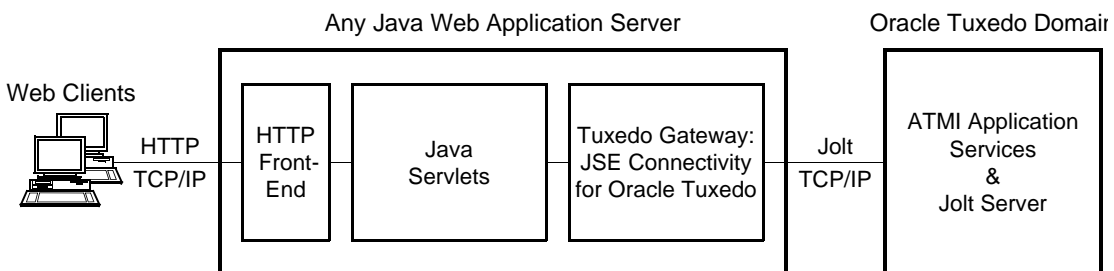 Any Java Web Application Server
Oracle Tuedo Domain
Web Clients
HTTP
TCP/IP
HTTP
Front-
End
Java
Servlets
Tuxedo Gateway:
JSE Connectivity
for Oracle Tuxedo
Jolt
TCP/IP
ATMI Application
Services
&
Jolt Server